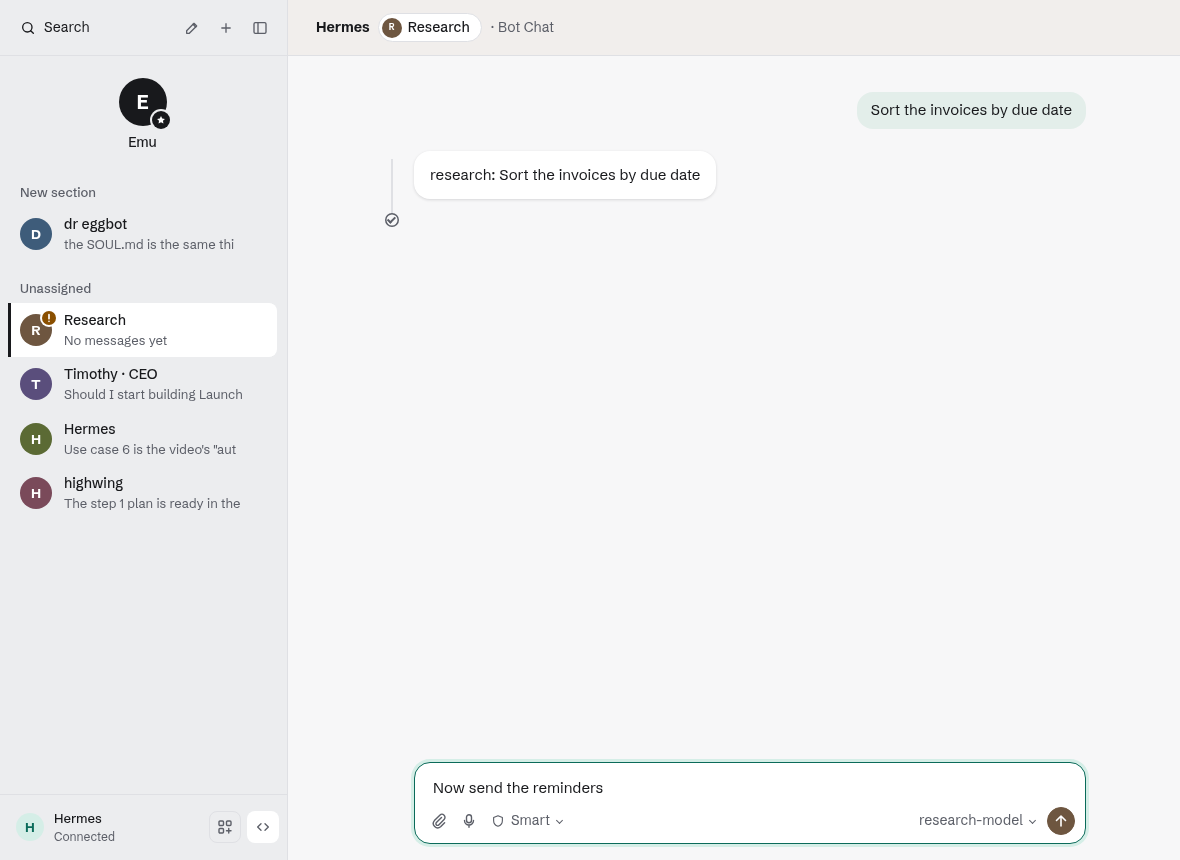 Search
Hermes R Research · Bot Chat
E
Emu
New section
D
dr eggbot
the SOUL.md is the same thi
Unassigned
R
!
Research
No messages yet
T
Timothy · CEO
Should I start building Launch
H
Hermes
Use case 6 is the video's "aut
H
highwing
The step 1 plan is ready in the
H
Hermes
Connected
Sort the invoices by due date
research: Sort the invoices by due date
Now send the reminders
Smart
research-model